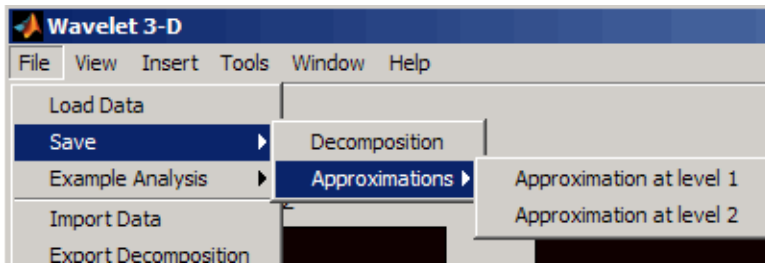 Wavelet 3-D
File View Insert Tools Window Help
Load Data
Save
Decomposition
Example Analysis
Approximations
Approximation at level 1
Approximation at level 2
Import Data
Export Decomposition